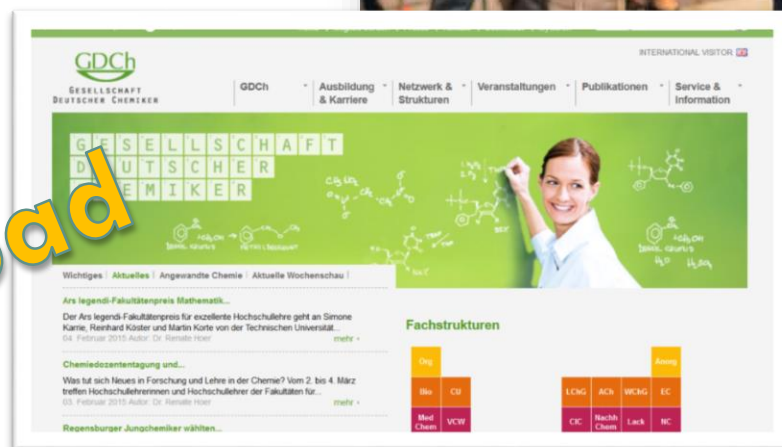 INTERNATIONAL VISITOR
GDCh
GESELLSCHAFT
DEUTSCHER CHEMIKER
GDCh
Ausbildung
& Karriere
Netzwerk &
Strukturen
Veranstaltungen
Publikationen
Service &
Information
GESELLSCHAFT
DEUTSCHER
CHEMIKER
oad
Wichtiges | Aktuelles | Angewandte Chemie | Aktuelle Wochenschau |
Ars legendi-Fakultätenpreis Mathematik...
Der Ars legendi-Fakultätenpreis für exzellente Hochschullehre geht an Simone
Karrie, Reinhard Köster und Martin Korte von der Technischen Universität...
04. Februar 2015 Autor: Dr. Renate Hoer
mehr
Chemiedozententagung und...
Was tut sich Neues in Forschung und Lehre in der Chemie? Vom 2. bis 4. März
treffen Hochschullehrerinnen und Hochschullehrer der Fakultäten für...
03. Februar 2015 Autor: Dr. Renate Hoer
mehr
Regensburger Jungchemiker wählten...
Fachstrukturen
Org
Anorg
Bio
CU
LChG
ACh
WChG
EC
Med
Chem
VCW
CIC
Nachh
Chem
Lack
NC